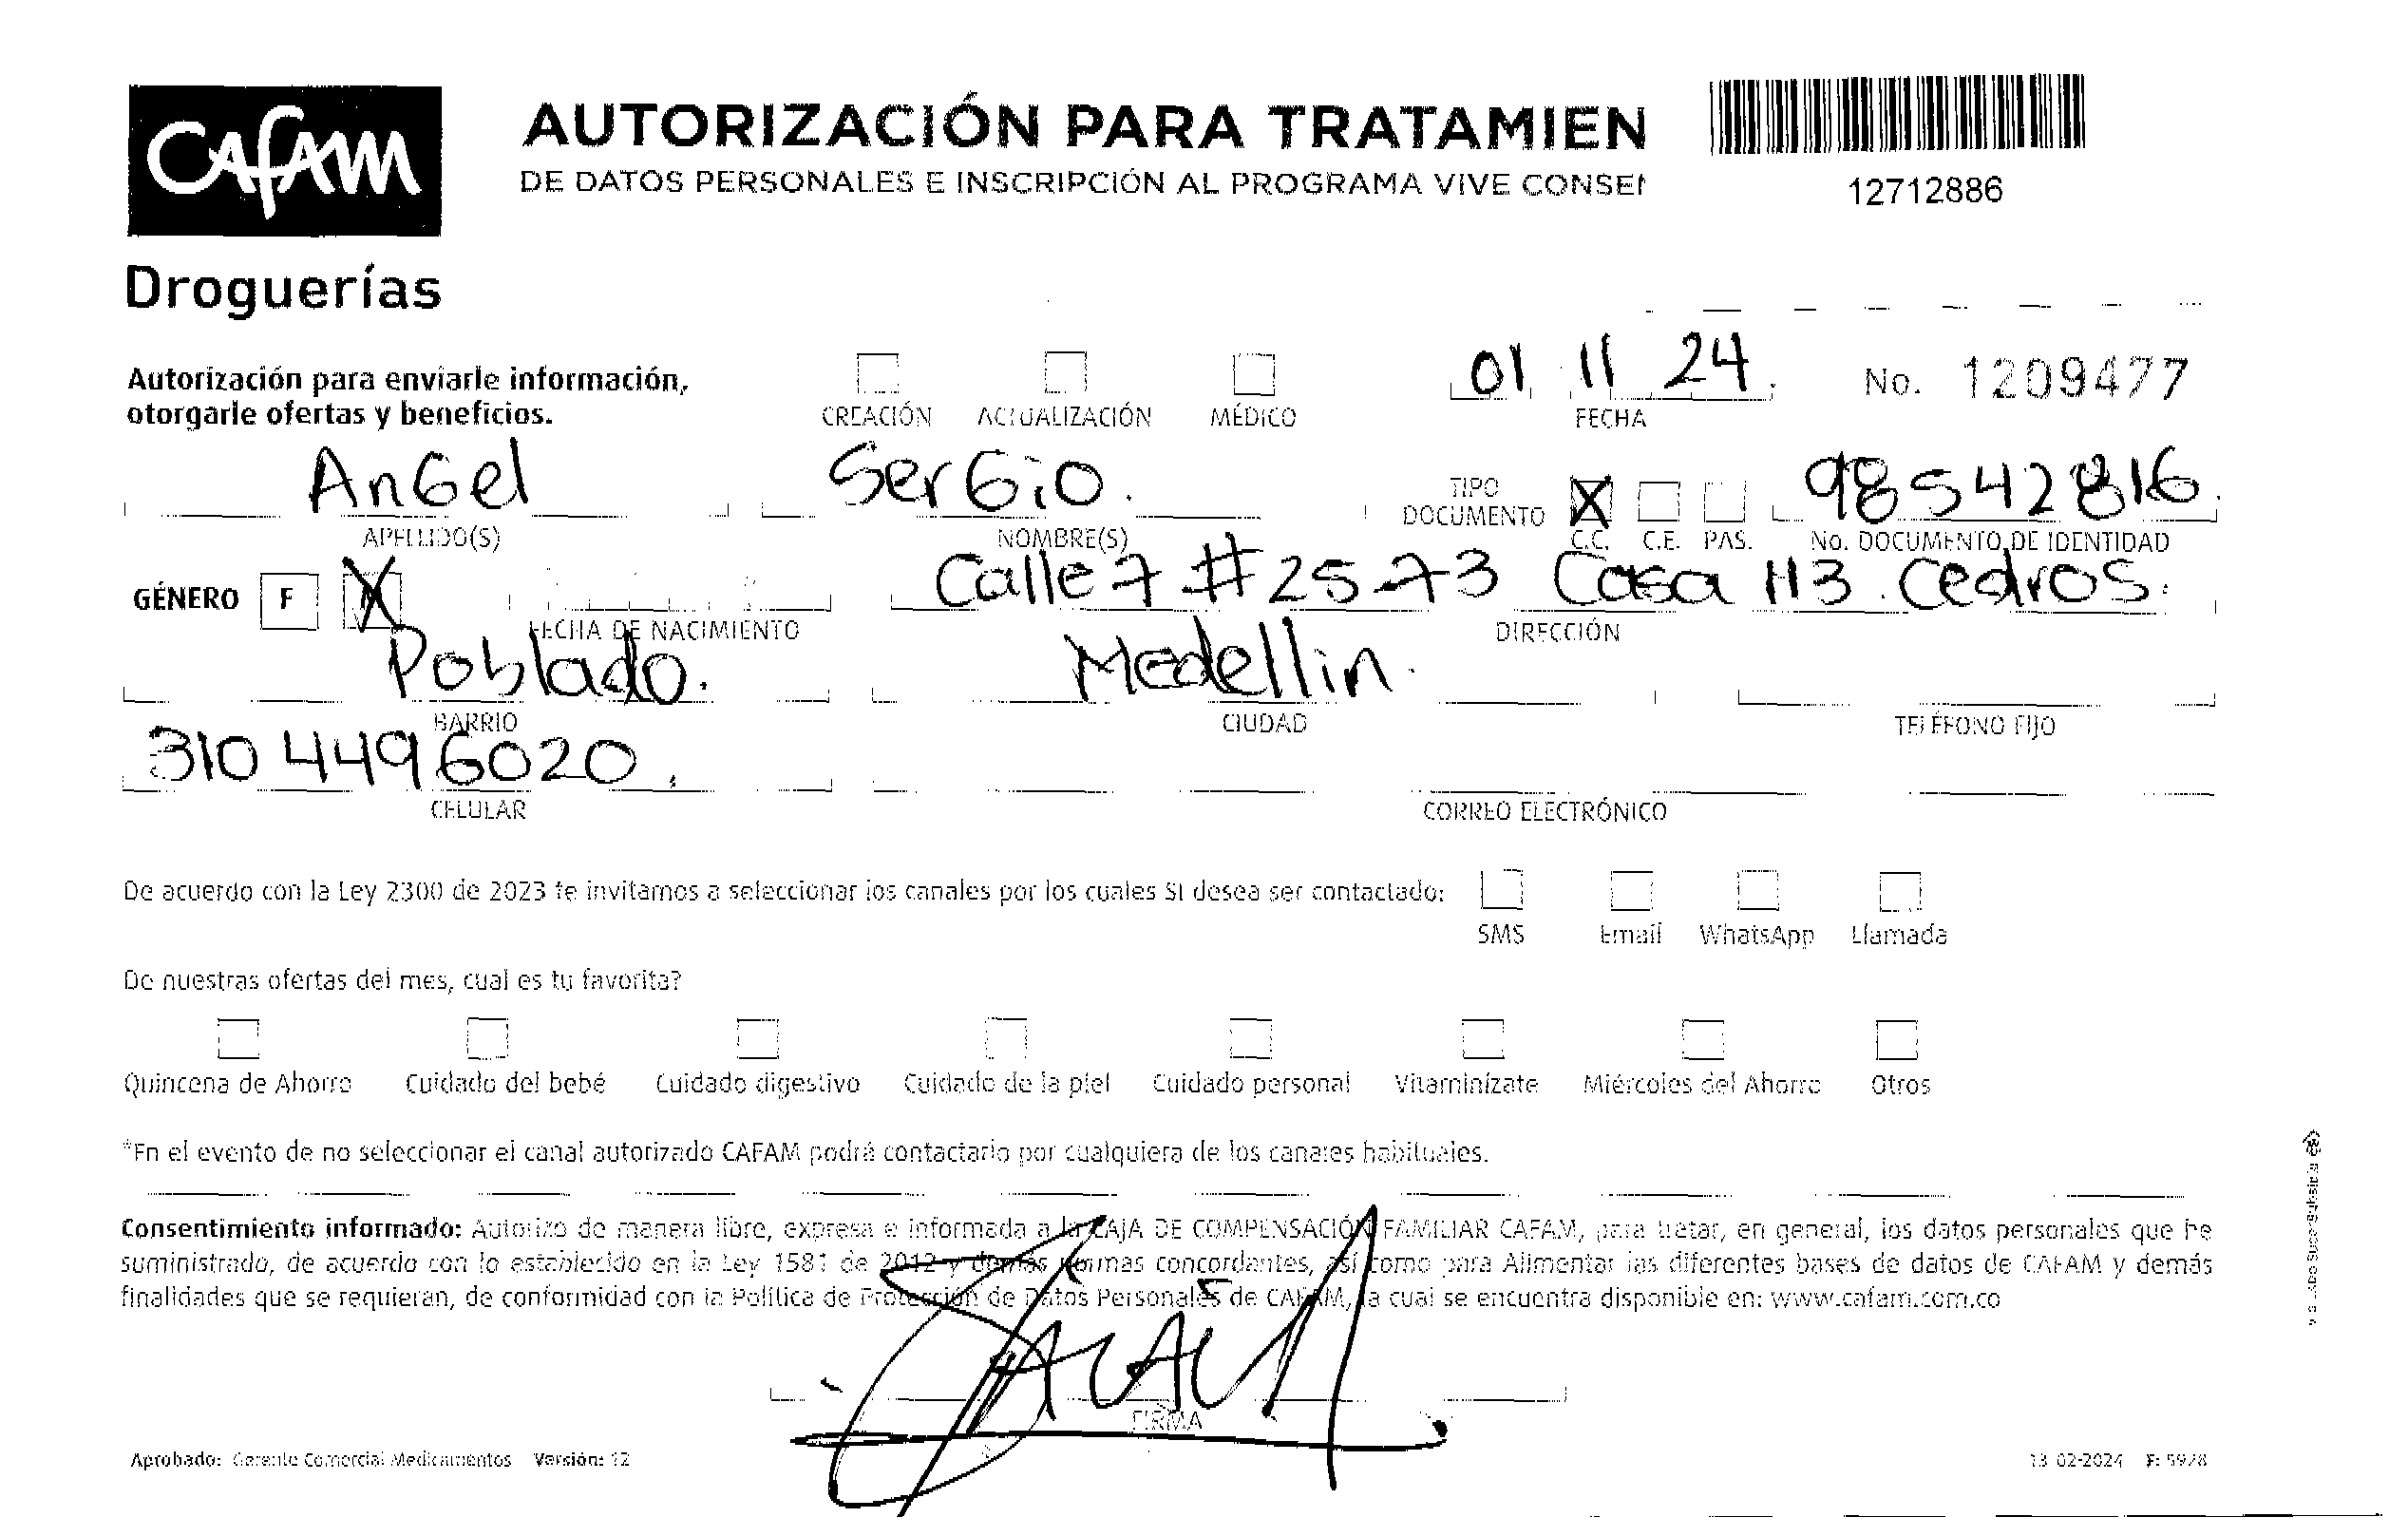 CAFAM
Droguerías
AUTORIZACIÓN PARA TRATAMIEN
DE DATOS PERSONALES E INSCRIPCIÓN AL PROGRAMA VIVE CONSE
12712886
Autorización para enviarle información,
otorgarle ofertas y beneficios.
CREACIÓN ACTUALIZACIÓN MÉDICO
01 11 24
FECHA
No. 1209477
AnGel SerGio.
APELLIDO(S) NOMBRE(S)
TIPO
DOCUMENTO X 98542816.
C.C. C.E. PAS. No. DOCUMENTO DE IDENTIDAD
GÉNERO F M X
FECHA DE NACIMIENTO
Calle 7 # 25-73 Casa 113. Cedros.
DIRECCIÓN
Poblado. Medellin.
BARRIO CIUDAD TELÉFONO FIJO
310 4496020.
CELULAR CORREO ELECTRÓNICO
De acuerdo con la Ley 2300 de 2023 te invitamos a seleccionar los canales por los cuales SI desea ser contactado:
SMS Email WhatsApp Llamada
De nuestras ofertas del mes, cual es tu favorita?
Quincena de Ahorro Cuidado del bebé Cuidado digestivo Cuidado de la piel Cuidado personal Vitaminízate Miércoles del Ahorro Otros
*En el evento de no seleccionar el canal autorizado CAFAM podrá contactarlo por cualquiera de los canales habituales.
Consentimiento informado: Autorizo de manera libre, expresa e informada a la CAJA DE COMPENSACIÓN FAMILIAR CAFAM, para tratar, en general, los datos personales que he
suministrado, de acuerdo con lo establecido en la Ley 1581 de 2012 y demás normas concordantes, así como para Alimentar las diferentes bases de datos de CAFAM y demás
finalidades que se requieran, de conformidad con la Política de Protección de Datos Personales de CAFAM, la cual se encuentra disponible en: www.cafam.com.co
FIRMA
Aprobado: Gerente Comercial Medicamentos Versión: 12
13-02-2024 F: 5928